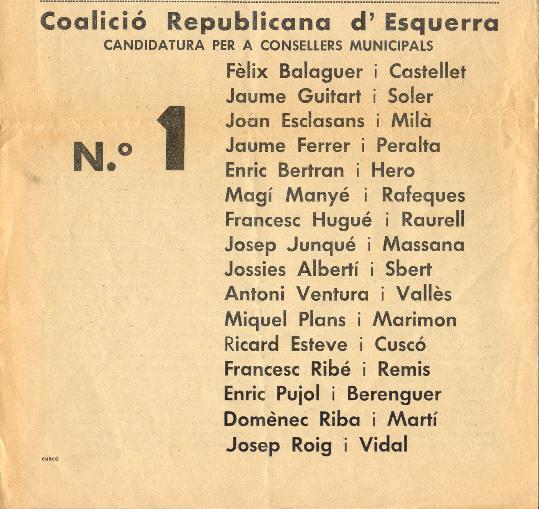 Coalició Republicana d' Esquerra
CANDIDATURA PER A CONSELLERS MUNICIPALS
N.º 1
Fèlix Balaguer i Castellet
Jaume Guitart i Soler
Joan Esclasans i Milà
Jaume Ferrer i Peralta
Enric Bertran i Hero
Magí Manyé i Rafeques
Francesc Hugué i Raurell
Josep Junqué i Massana
Jossies Albertí i Sbert
Antoni Ventura i Vallès
Miquel Plans i Marimon
Ricard Esteve i Cuscó
Francesc Ribé i Remis
Enric Pujol i Berenguer
Domènec Riba i Martí
Josep Roig i Vidal
CUSCÓ